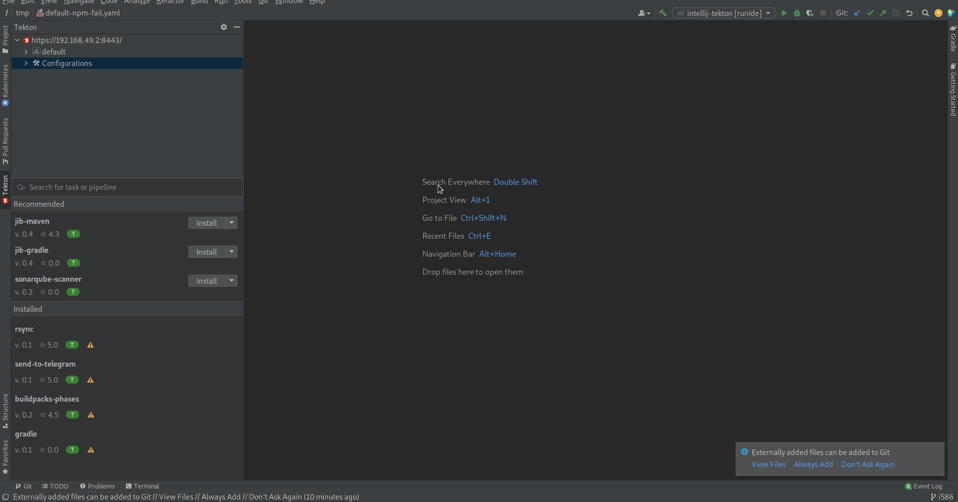 File Edit View Navigate Code Analyze Refactor Build Run Tools Git Window Help
/ tmp / default-npm-fail.yaml
intellij-tekton [runIde]
Git:
Tekton
https://192.168.49.2:8443/
default
Configurations
Search for task or pipeline
Recommended
jib-maven
Install
v. 0.4 ☆ 4.3 T
jib-gradle
Install
v. 0.4 ☆ 0.0 T
sonarqube-scanner
Install
v. 0.2 ☆ 0.0 T
Installed
rsync
v. 0.1 ☆ 5.0 T
send-to-telegram
v. 0.1 ☆ 5.0 T
buildpacks-phases
v. 0.2 ☆ 4.5 T
gradle
v. 0.1 ☆ 0.0 T
Project
Kubernetes
Pull Requests
Tekton
Structure
Favorites
Search Everywhere Double Shift
Project View Alt+1
Go to File Ctrl+Shift+N
Recent Files Ctrl+E
Navigation Bar Alt+Home
Drop files here to open them
Gradle
Getting Started
Externally added files can be added to Git
View Files Always Add Don't Ask Again
Git TODO Problems Terminal
Event Log
Externally added files can be added to Git // View Files // Always Add // Don't Ask Again (10 minutes ago)
i586